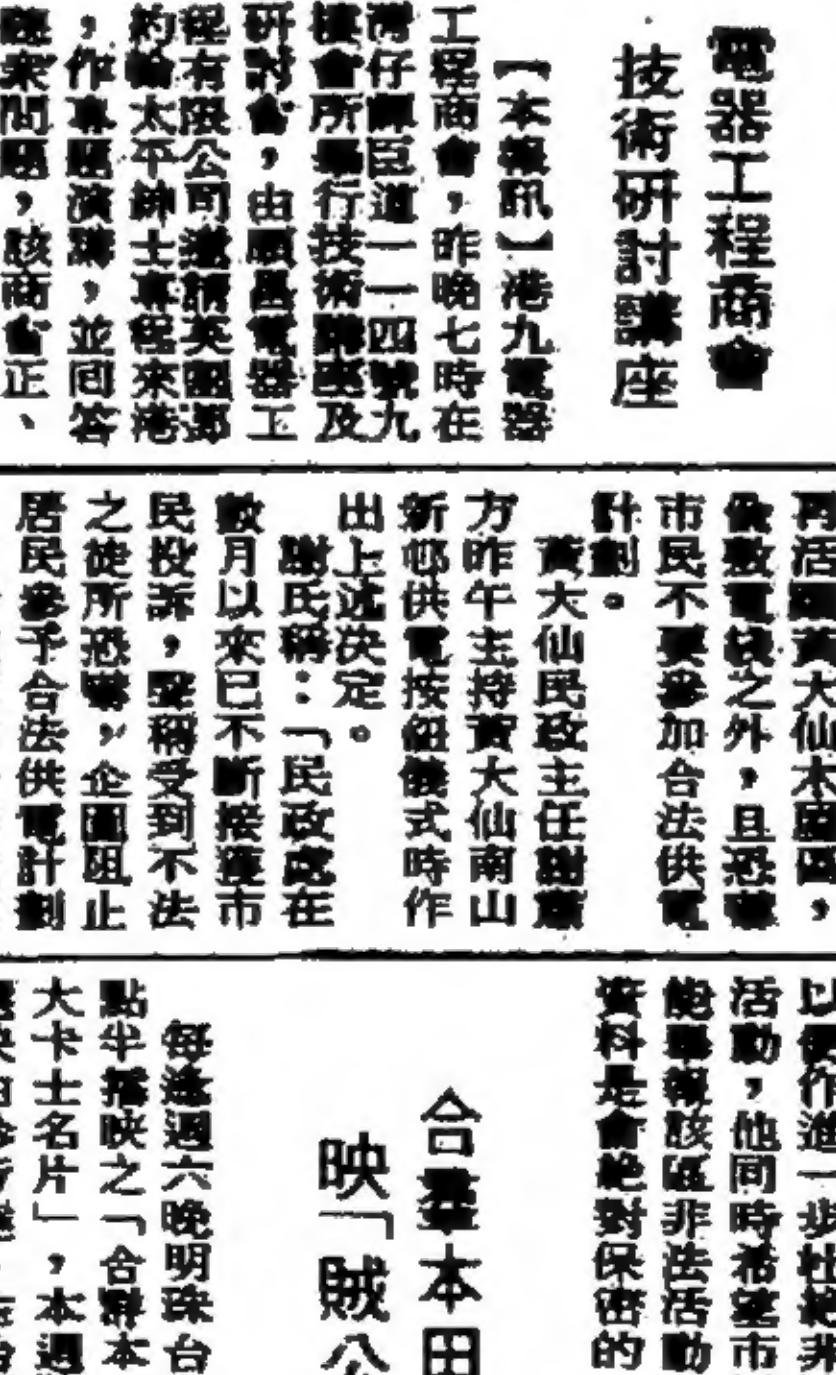 電器工程商會
技術研討講座
【本報訊】港九電器
工程商會,昨晚七時在
灣仔譚臣道一一四號九
樓會所舉行技術講座及
研討會,由順昌電器工
程有限公司邀請英國
約翰太平紳士專程來港
,作專題演講,並回答
聽衆問題,該商會正、
再活躍黃大仙木屋區,
偷駁電線之外,且恐嚇
市民不要參加合法供電
計劃。
黃大仙民政主任謝
方昨午主持黃大仙南山
新邨供電按鈕儀式時作
出上述决定。
謝氏稱:「民政處在
數月以來已不斷接獲市
民投訴,聲稱受到不法
之徒所恐嚇,企圖阻止
居民參予合法供電計劃
以便作進一步杜絕非
活動,他同時希望市
能舉報該區非法活動
資料是會絶對保密的
合羣本田
映「賊公
每逢週六晚明珠台
點半播映之「合群本
大卡士名片」,本週